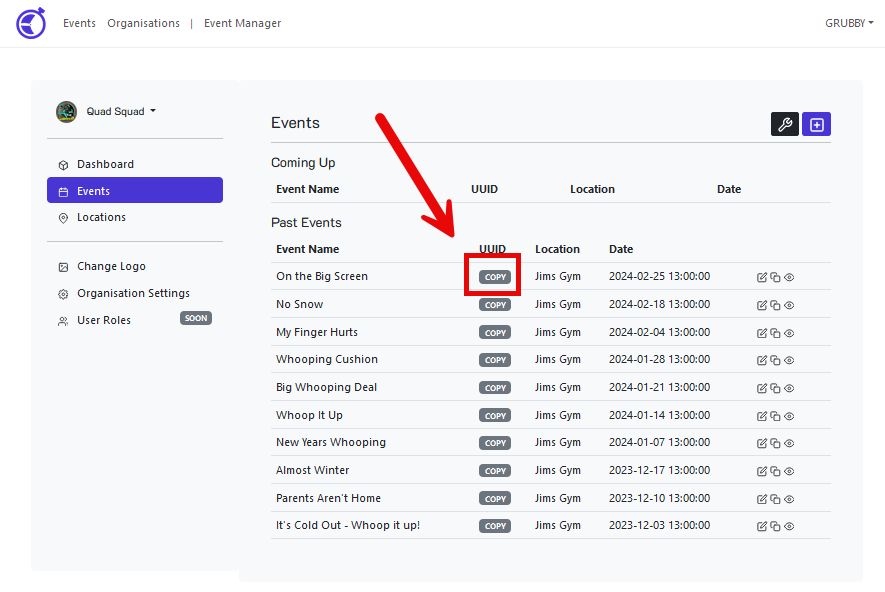 Events Organisations | Event Manager GRUBBY
Quad Squad
Dashboard
Events
Locations
Change Logo
Organisation Settings
User Roles SOON
Events
Coming Up
Event Name UUID Location Date
Past Events
Event Name UUID Location Date
On the Big Screen COPY Jims Gym 2024-02-25 13:00:00
No Snow COPY Jims Gym 2024-02-18 13:00:00
My Finger Hurts COPY Jims Gym 2024-02-04 13:00:00
Whooping Cushion COPY Jims Gym 2024-01-28 13:00:00
Big Whooping Deal COPY Jims Gym 2024-01-21 13:00:00
Whoop It Up COPY Jims Gym 2024-01-14 13:00:00
New Years Whooping COPY Jims Gym 2024-01-07 13:00:00
Almost Winter COPY Jims Gym 2023-12-17 13:00:00
Parents Aren't Home COPY Jims Gym 2023-12-10 13:00:00
It's Cold Out - Whoop it up! COPY Jims Gym 2023-12-03 13:00:00